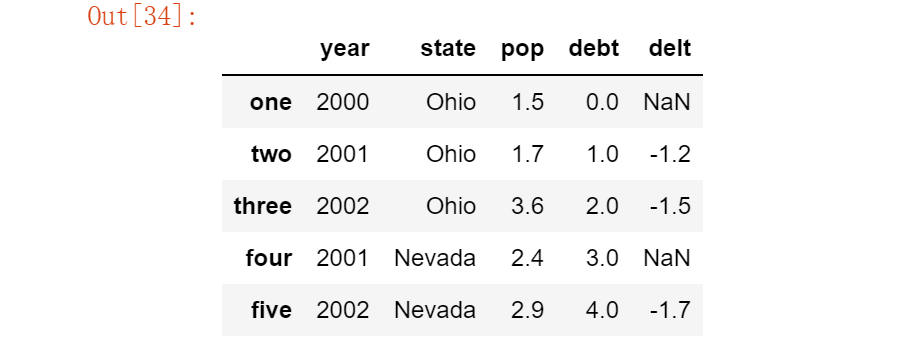 Out[34]:
year state pop debt delt
one 2000 Ohio 1.5 0.0 NaN
two 2001 Ohio 1.7 1.0 -1.2
three 2002 Ohio 3.6 2.0 -1.5
four 2001 Nevada 2.4 3.0 NaN
five 2002 Nevada 2.9 4.0 -1.7